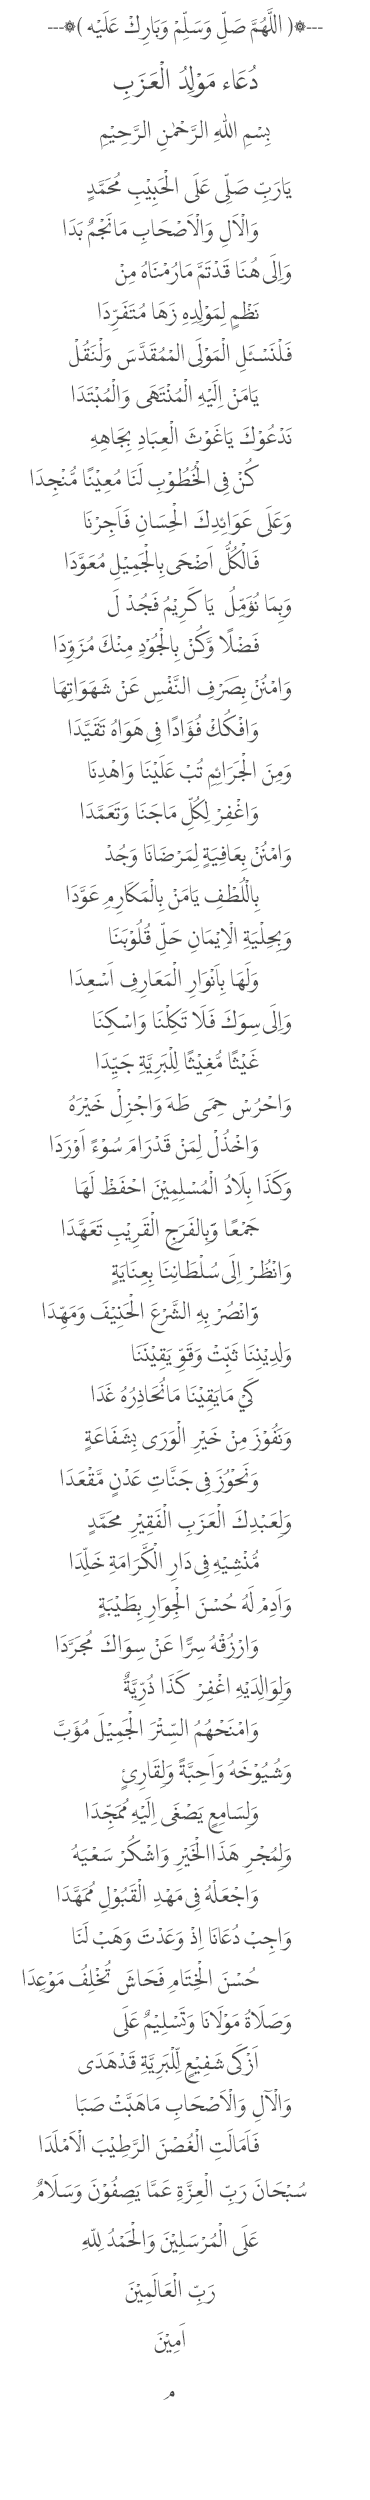 ---۞( اللَّهُمَّ صَلِّ وَسَلِّمْ وَبَارِكْ عَلَيْه )۞---
دُعَاء مَوْلِدُ الْعَزَبِ
بِسْمِ اللهِ الرَّحْمٰنِ الرَّحِيْمِ
يَارَبِّ صَلِّى عَلَى الْحَبِيْبِ مُحَمَّدٍ
وَالْاَلِ وَالْاَصْحَابِ مَانَجْمٌ بَدَا
وَاِلَى هُنَا قَدْتَمَّ مَارُمْنَاهُ مِنْ
نَظْمٍ لِمَوْلِدِهِ زَهَا مُتَفَرِّدَا
فَلْنَسْئَلِ الْمَوْلَى الْمُقَدَّسَ وَلْنَقُلْ
يَامَنْ اِلَيْهِ الْمُنْتَهَى وَالْمُبْتَدَا
نَدْعُوْكَ يَاغَوْثَ الْعِبَادِ بِجَاهِهِ
كُنْ فِى الْخُطُوْبِ لَنَا مُعِيْنًا مُّنْجِدَا
وَعَلَى عَوَائِدِكَ الْحِسَانِ فَاَجِرْنَا
فَالْكُلُّ اَضْحَى بِالْجَمِيْلِ مُعَوَّدَا
وَبِمَا نُؤَمِّلُ يَا كَرِيْمُ فَجُدْ لَ
فَضْلًا وَّكُنْ بِالْجُوْدِ مِنْكَ مُزَوِّدَا
وَامْنُنْ بِصَرْفِ النَّفْسِ عَنْ شَهَوَاتِهَا
وَافْكُكْ فُؤَادًا فِى هَوَاهُ تَقَيَّدَا
وَمِنَ الْجَرَائِمِ تُبْ عَلَيْنَا وَاهْدِنَا
وَاغْفِرْ لِكُلِّ مَاجَنَا وَتَعَمَّدَا
وَامْنُنْ بِعَافِيَةٍ لِمَرْضَانَا وَجُدْ
بِاللُّطْفِ يَامَنْ بِالْمَكَارِمِ عَوَّدَا
وَبِحِلْيَةِ الْاِيْمَانِ حَلِّ قُلُوْبَنَا
وَلَهَا بِاَنْوَارِ الْمَعَارِفِ اَسْعِدَا
وَاِلَى سِوَكَ فَلَا تَكِلْنَا وَاسْكِنَا
غَيْثًا مُّغِيْثًا لِلْبَرِيَّةِ جَيِّدَا
وَاحْرُسْ حِمَى طَهَ وَاجْزِلْ خَيْرَهُ
وَاخْذُلْ لِمَنْ قَدْرَامَ سُوْءً اَوْرَدَا
وَكَذَا بِلَادُ الْمُسْلِمِيْنَ احْفَظْ لَهَا
جَمْعًا وَّبِالفَرَجِ الْقَرِيْبِ تَعَهَّدَا
وَانْظُرْ اِلَى سُلْطَانِنَا بِعِنَايَةٍ
وَّانْصُرْ بِهِ الشَّرْعَ الْحَنِيْفَ وَمَهِّدَا
وَلِدِيْنِنَا ثَبِّتْ وَقَوِّ يَقِيْنَنَا
كَيْ مَايَقِيْنَا مَانُحَاذِرُهُ غَدَا
وَنَفُوْزَ مِنْ خَيْرِ الْوَرَى بِشَفَاعَةٍ
وَنَحُوْزَ فِى جَنَّاتِ عَدْنٍ مَّقْعَدَا
وَلِعَبْدِكَ الْعَزَبِ الْفَقِيْرِ مُحَمَّدٍ
مُّنْشِيْهِ فِى دَارِ الْكَرَامَةِ خَلِّدَا
وَاَدِمْ لَهُ حُسْنَ الْجِوَارِ بِطَيْبَةٍ
وَارْزُقْهُ سِرًّا عَنْ سِوَاكَ مُجَرَّدَا
وَلِوَالِدَيْهِ اغْفِرْ كَذَا ذُرِّيَّةٌ
وَامْنَحْهُمُ السِّتْرَ الْجَمِيْلَ مُؤَبَّ
وَشُيُوْخَهُ وَاَحِبَّةً وَلِقَارِئٍ
وَلِسَامِعٍ يَصْغَى اِلَيْهِ مُمَجِّدَا
وَلِمُجْرِ هَذَاالْخَيْرِ وَاشْكُرْ سَعْيَهُ
وَاجْعَلْهُ فِى مَهْدِ الْقَبُوْلِ مُمَهَّدَا
وَاجِبْ دُعَانَا اِذْ وَعَدْتَ وَهَبْ لَنَا
حُسْنَ الْخِتَامِ فَحَاشَ تُخْلِفُ مَوْعِدَا
وَصَلَاةُ مَوْلَانَا وَتَسْلِيْمٌ عَلَى
اَزْكَى شَفِيْعٍ لِّلْبَرِيَّةِ قَدْهَدَى
وَالْآلِ وَالْاَصْحَابِ مَاهَبَّتْ صَبَا
فَاَمَالَتِ الْغُصْنَ الرَّطِيْبَ الْاَمْلَدَا
سُبْحَانَ رَبِّ الْعِزَّةِ عَمَّا يَصِفُوْنَ وَسَلَامٌ
عَلَى الْمُرْسَلِيْنَ وَالْحَمْدُ لِلّٰهِ
رَبِّ الْعَالَمِيْنَ
اَمِيْنَ
م